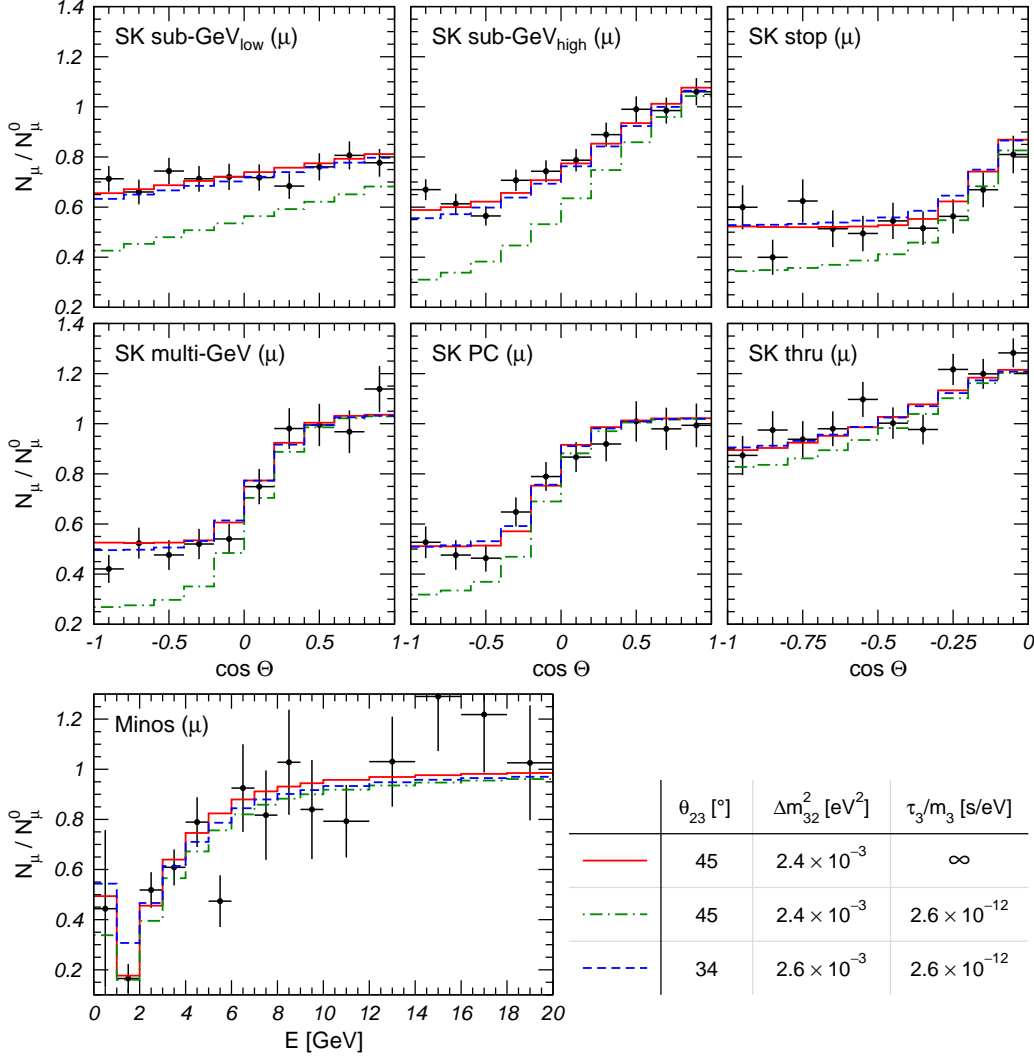 SK sub-GeV_low (μ)
SK sub-GeV_high (μ)
SK stop (μ)
1.4
1.2
1
0.8
0.6
0.4
0.2
N_μ / N_μ^0
SK multi-GeV (μ)
SK PC (μ)
SK thru (μ)
1.4
1.2
1
0.8
0.6
0.4
0.2
N_μ / N_μ^0
-1 -0.5 0 0.5 1
-1 -0.5 0 0.5 1
-1 -0.75 -0.5 -0.25 0
cos Θ
cos Θ
cos Θ
Minos (μ)
1.2
1
0.8
0.6
0.4
0.2
N_μ / N_μ^0
0 2 4 6 8 10 12 14 16 18 20
E [GeV]
θ_23 [°] Δm^2_32 [eV^2] τ_3/m_3 [s/eV]
45 2.4 × 10^-3 ∞
45 2.4 × 10^-3 2.6 × 10^-12
34 2.6 × 10^-3 2.6 × 10^-12